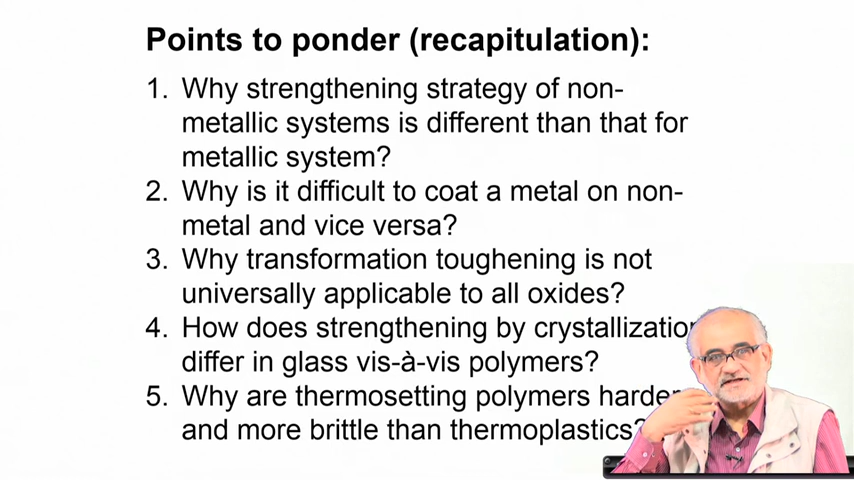 Points to ponder (recapitulation):
1. Why strengthening strategy of non-
metallic systems is different than that for
metallic system?
2. Why is it difficult to coat a metal on non-
metal and vice versa?
3. Why transformation toughening is not
universally applicable to all oxides?
4. How does strengthening by crystallization
differ in glass vis-à-vis polymers?
5. Why are thermosetting polymers harder
and more brittle than thermoplastics?